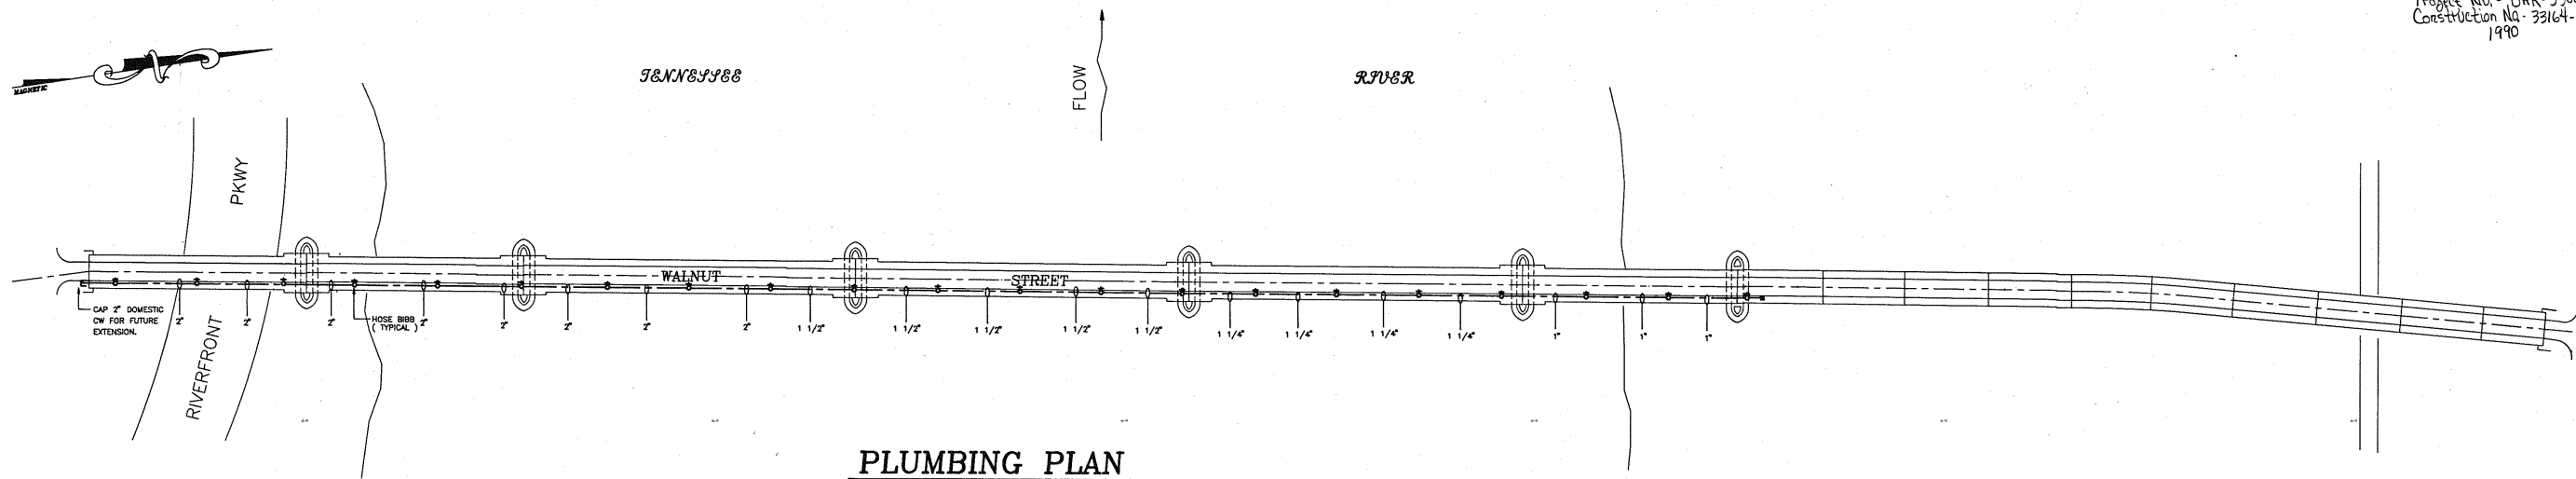 Construction No. 33164-
1990
MAGNETIC
N
TENNESSEE
RIVER
FLOW
PKWY
RIVERFRONT
WALNUT
STREET
CAP 2" DOMESTIC
CW FOR FUTURE
EXTENSION.
2"
2"
2"
HOSE BIBB
( TYPICAL )
2"
2"
2"
2"
2"
1 1/2"
1 1/2"
1 1/2"
1 1/2"
1 1/2"
1 1/4"
1 1/4"
1 1/4"
1 1/4"
1"
1"
1"
PLUMBING PLAN